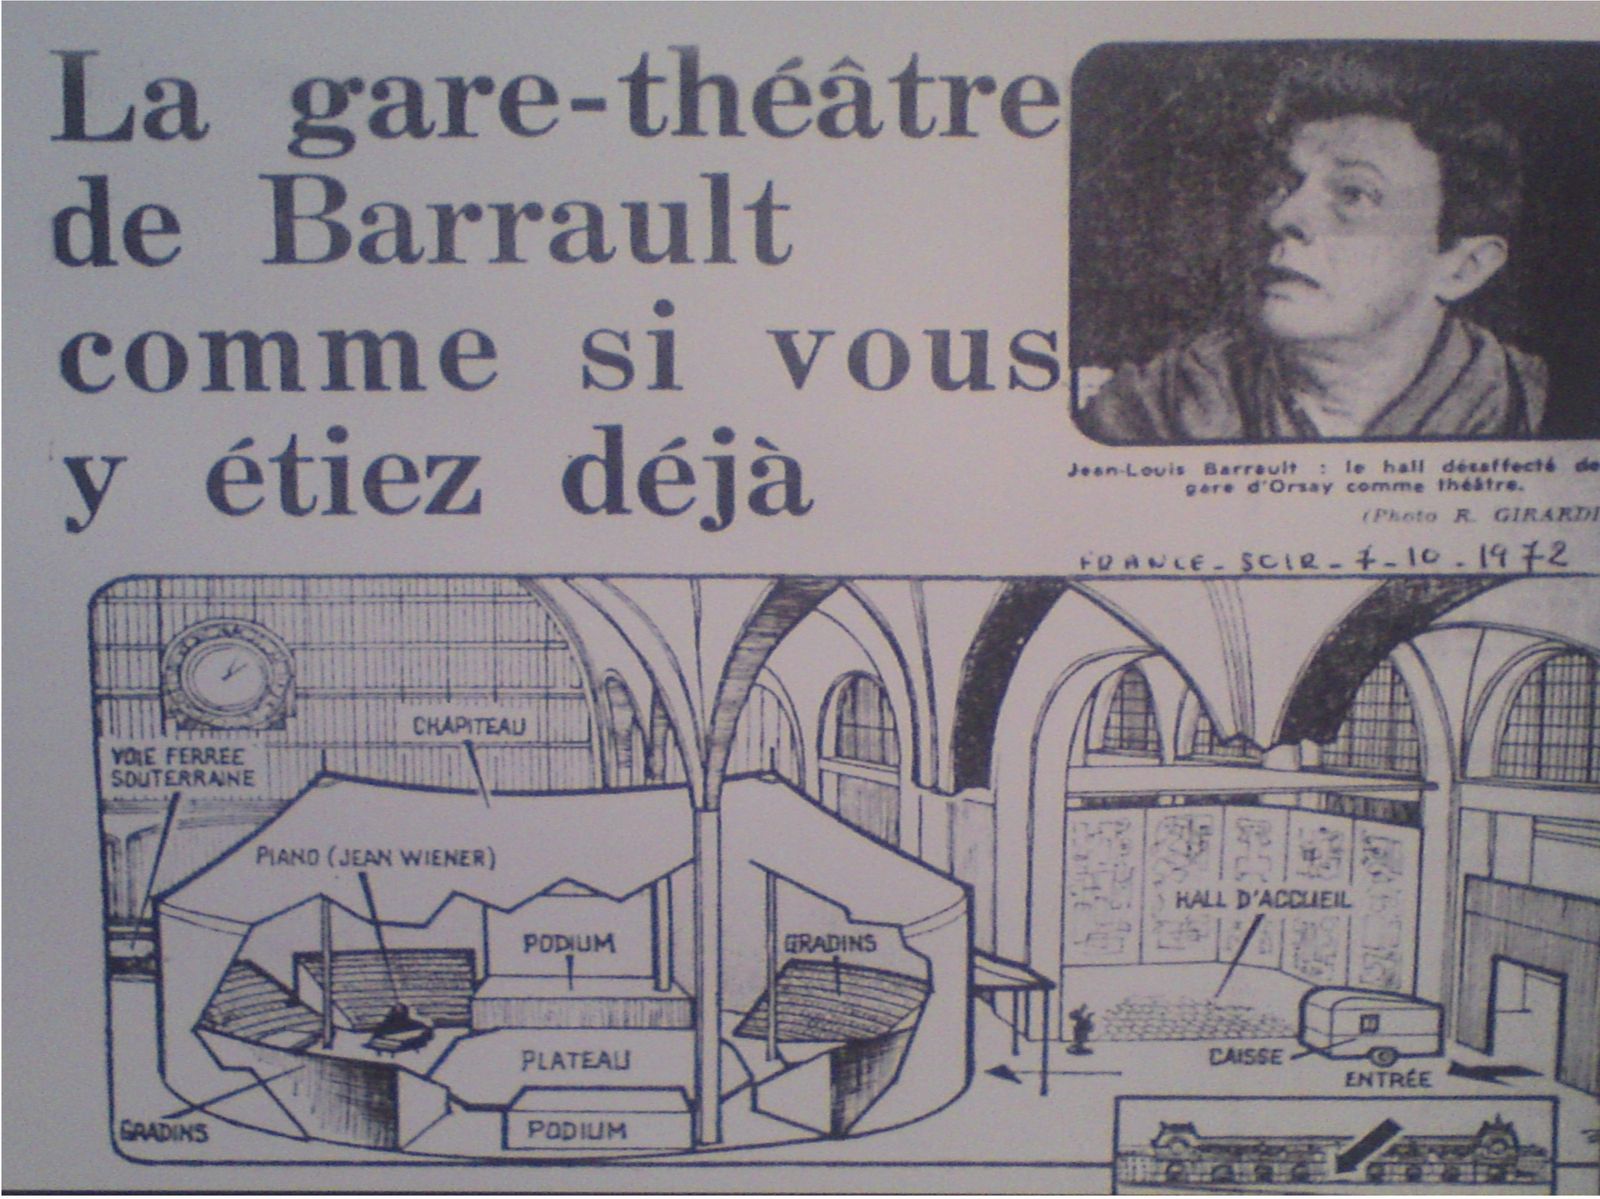 La gare-théâtre
de Barrault
comme si vous
y étiez déjà
Jean-Louis Barrault : le hall désaffecté de
gare d'Orsay comme théâtre.
(Photo R. GIRARDI
FRANCE-SOIR-7-10-1972
CHAPITEAU
VOIE FERREE
SOUTERRAINE
PIANO (JEAN WIENER)
HALL D'ACCUEIL
PODIUM
GRADINS
PLATEAU
CAISSE
ENTRÉE
GRADINS
PODIUM